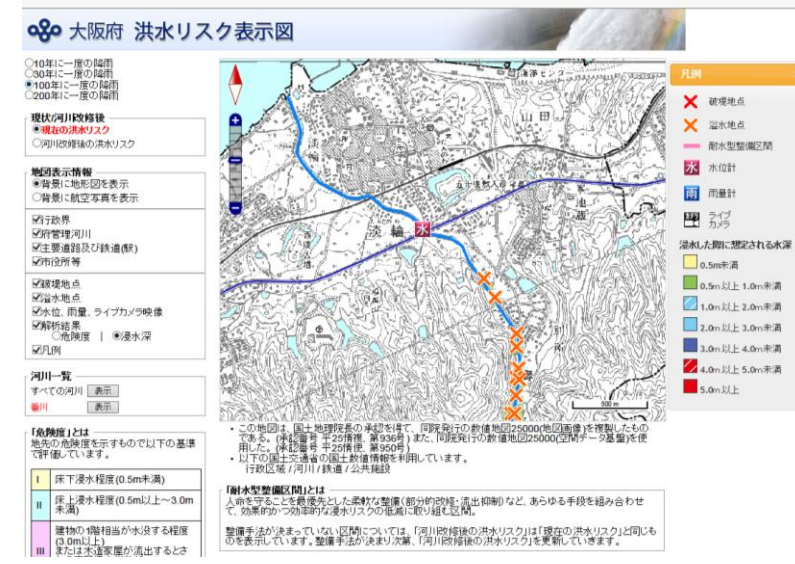 大阪府 洪水リスク表示図
10年に一度の降雨
30年に一度の降雨
100年に一度の降雨
200年に一度の降雨
現状/河川改修後
現在の洪水リスク
河川改修後の洪水リスク
地図表示情報
背景に地形図を表示
背景に航空写真を表示
行政界
府管理河川
主要道路及び鉄道(駅)
市役所等
破堤地点
溢水地点
水位、雨量、ライブカメラ映像
解析結果
危険度 | 浸水深
凡例
河川一覧
すべての河川 表示
番川 表示
「危険度」とは
地先の危険度を示すもので以下の基準で評価しています。
I 床下浸水程度(0.5m未満)
II 床上浸水程度(0.5m以上~3.0m未満)
III 建物の1階相当が水没する程度(3.0m以上)
または木造家屋が流出するとさ
山田
淡輪
淡輪
水
500 m
・この地図は、国土地理院長の承認を得て、同院発行の数値地図25000(地図画像)を複製したもの
である。(承認番号 平25情複、第936号) また、同院発行の数値地図25000(空間データ基盤)を使
用した。(承認番号 平25情使、第950号)
・以下の国土交通省の国土数値情報を利用しています。
行政区域/河川/鉄道/公共施設
「耐水型整備区間」とは
人命を守ることを最優先とした柔軟な整備(部分的改修・流出抑制)など、あらゆる手段を組み合わせ
て、効果的かつ効率的な浸水リスクの低減に取り組む区間。
整備手法が決まっていない区間については、「河川改修後の洪水リスク」は「現在の洪水リスク」と同じも
のを表示しています。整備手法が決まり次第、「河川改修後の洪水リスク」を更新していきます。
凡例
破堤地点
溢水地点
耐水型整備区間
水 水位計
雨 雨量計
ライブ
カメラ
浸水した際に想定される水深
0.5m未満
0.5m以上 1.0m未満
1.0m以上 2.0m未満
2.0m以上 3.0m未満
3.0m以上 4.0m未満
4.0m以上 5.0m未満
5.0m以上